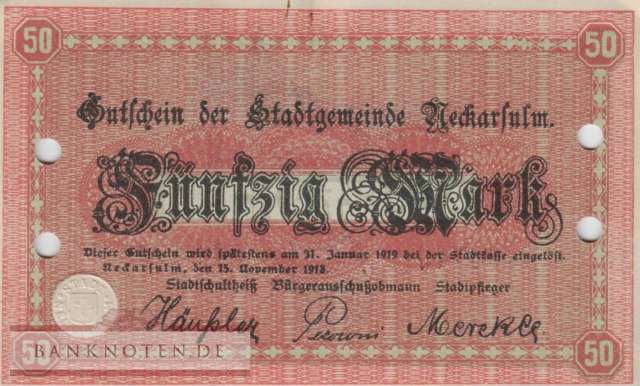 50 50
Gutschein der Stadtgemeinde Neckarsulm.
Fünfzig Mark
Dieser Gutschein wird spätestens am 31. Januar 1919 bei der Stadtkasse eingelöst.
Neckarsulm, den 15. November 1918.
Stadtschultheiß Bürgerausschußobmann Stadtpfleger
Häußler Merckle
50 50
BANKNOTEN.DE